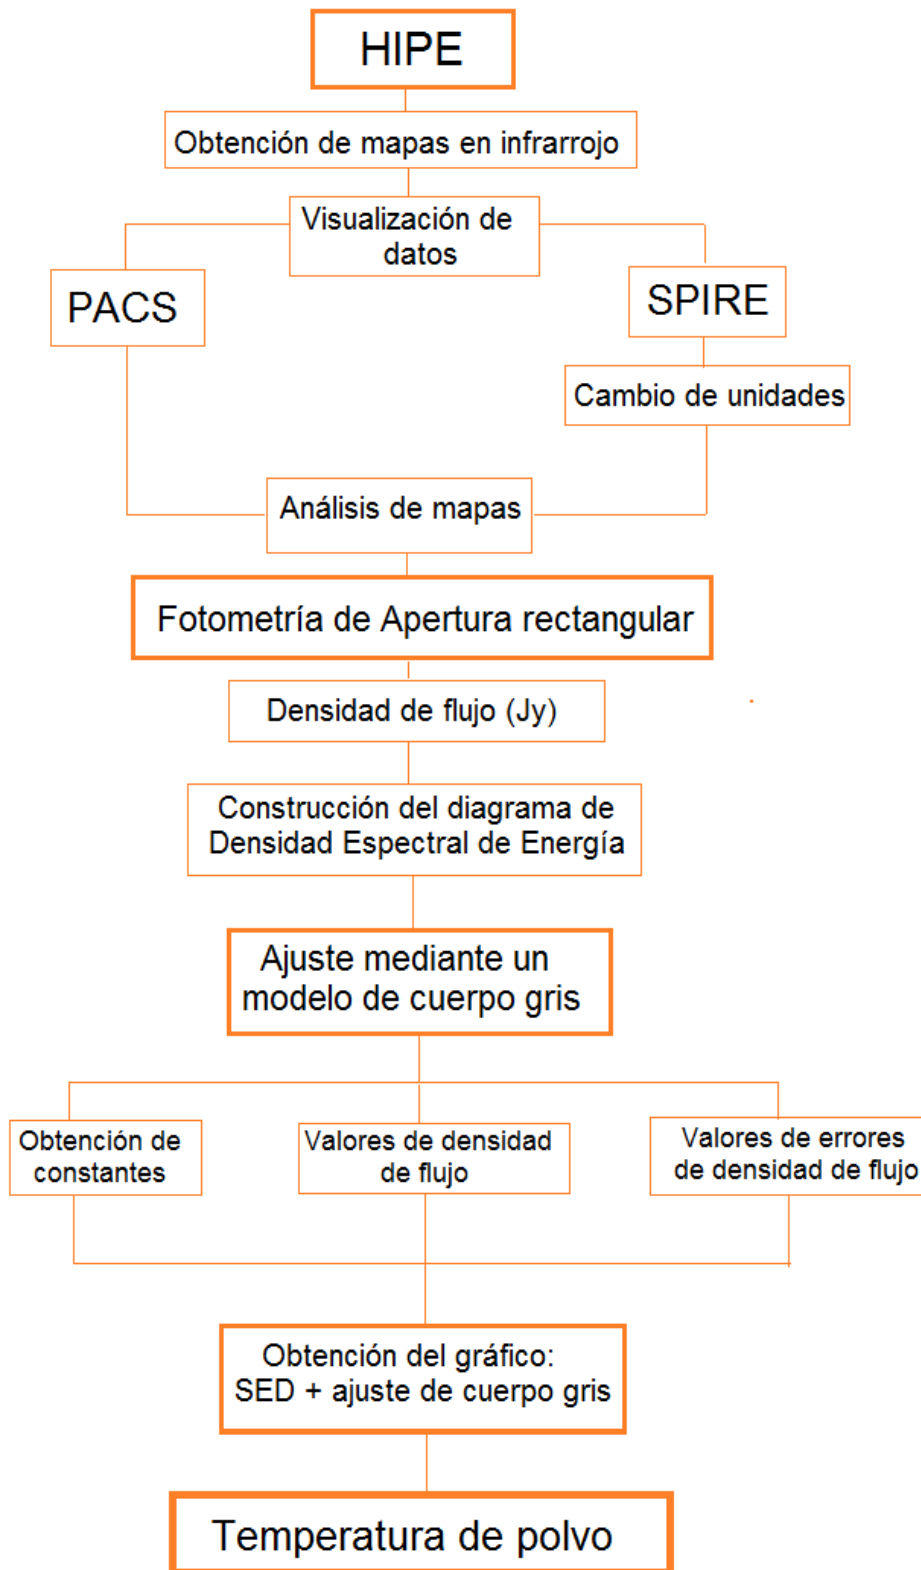 HIPE
Obtención de mapas en infrarrojo
Visualización de
datos
PACS
SPIRE
Cambio de unidades
Análisis de mapas
Fotometría de Apertura rectangular
Densidad de flujo (Jy)
Construcción del diagrama de
Densidad Espectral de Energía
Ajuste mediante un
modelo de cuerpo gris
Obtención de
constantes
Valores de densidad
de flujo
Valores de errores
de densidad de flujo
Obtención del gráfico:
SED + ajuste de cuerpo gris
Temperatura de polvo